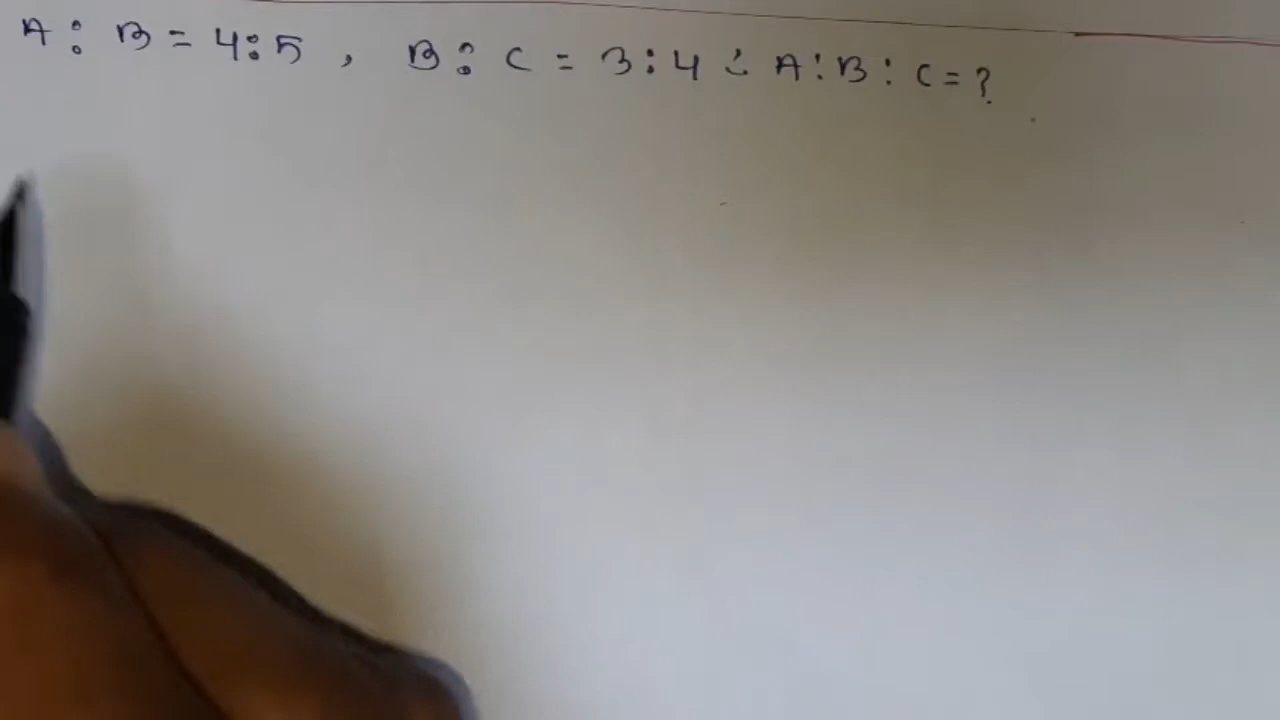 A : B = 4:5 , B : C = 3:4 ∴ A:B:C=?